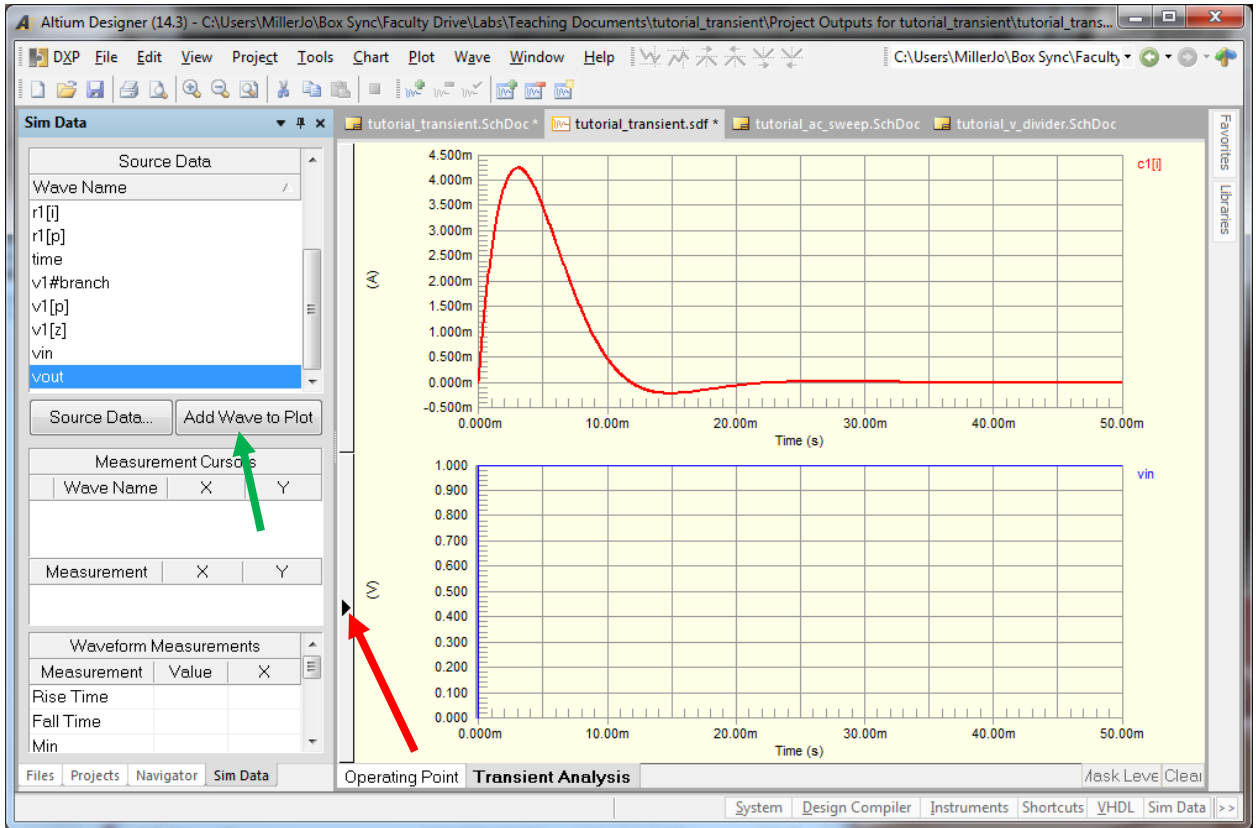 Altium Designer (14.3) - C:\Users\MillerJo\Box Sync\Faculty Drive\Labs\Teaching Documents\tutorial_transient\Project Outputs for tutorial_transient\tutorial_trans...
DXP File Edit View Project Tools Chart Plot Wave Window Help C:\Users\MillerJo\Box Sync\Faculty
Sim Data
tutorial_transient.SchDoc * tutorial_transient.sdf * tutorial_ac_sweep.SchDoc tutorial_v_divider.SchDoc
Favorites
Libraries
Source Data
Wave Name
r1[i]
r1[p]
time
v1#branch
v1[p]
v1[z]
vin
vout
Source Data... Add Wave to Plot
Measurement Cursors
Wave Name X Y
Measurement X Y
Waveform Measurements
Measurement Value X
Rise Time
Fall Time
Min
Files Projects Navigator Sim Data
c1[i]
4.500m
4.000m
3.500m
3.000m
2.500m
2.000m
1.500m
1.000m
0.500m
0.000m
-0.500m
(A)
0.000m 10.00m 20.00m 30.00m 40.00m 50.00m
Time (s)
vin
1.000
0.900
0.800
0.700
0.600
0.500
0.400
0.300
0.200
0.100
0.000
(V)
0.000m 10.00m 20.00m 30.00m 40.00m 50.00m
Time (s)
Operating Point Transient Analysis Mask Leve Clear
System Design Compiler Instruments Shortcuts VHDL Sim Data >>